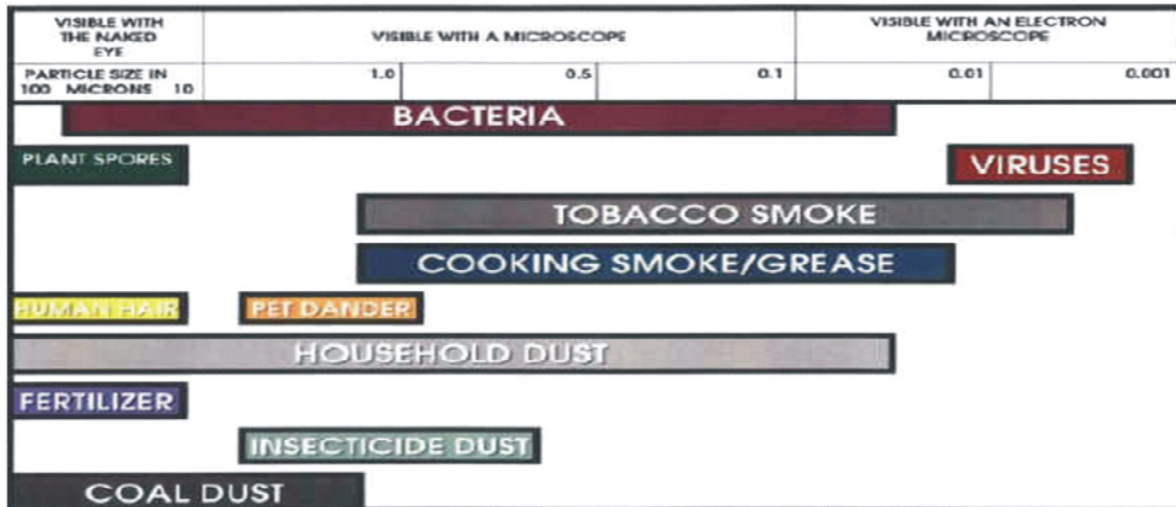 VISIBLE WITH
THE NAKED
EYE
VISIBLE WITH A MICROSCOPE
VISIBLE WITH AN ELECTRON
MICROSCOPE
PARTICLE SIZE IN
100 MICRONS 10
1.0
0.5
0.1
0.01
0.001
BACTERIA
PLANT SPORES
VIRUSES
TOBACCO SMOKE
COOKING SMOKE/GREASE
HUMAN HAIR
PET DANDER
HOUSEHOLD DUST
FERTILIZER
INSECTICIDE DUST
COAL DUST